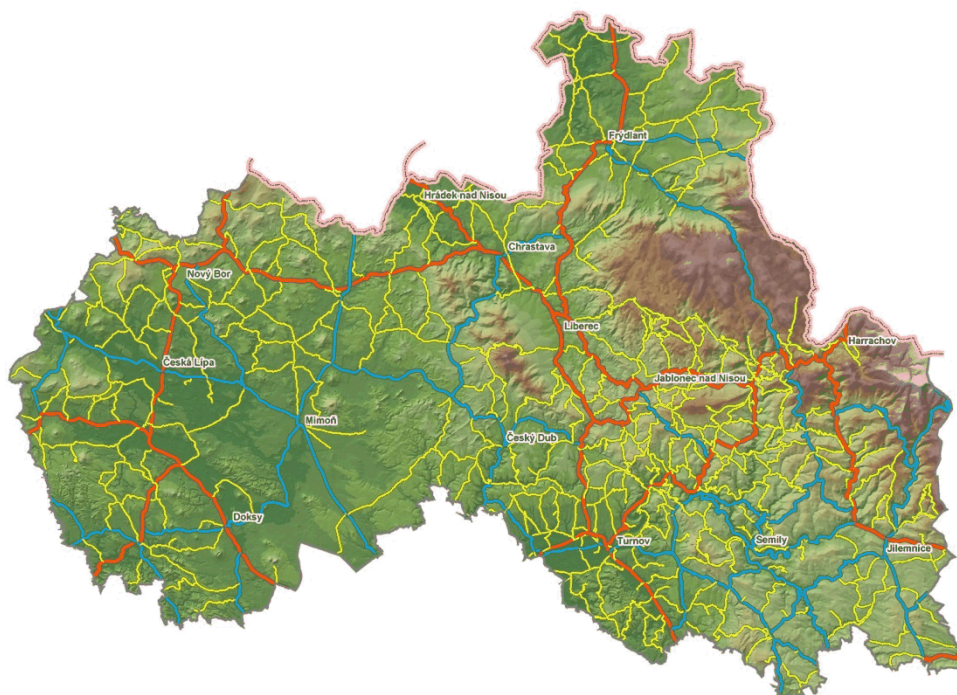 Frýdlant
Hrádek nad Nisou
Chrastava
Nový Bor
Liberec
Harrachov
Česká Lípa
Jablonec nad Nisou
Mimoň
Český Dub
Doksy
Turnov
Semily
Jilemnice